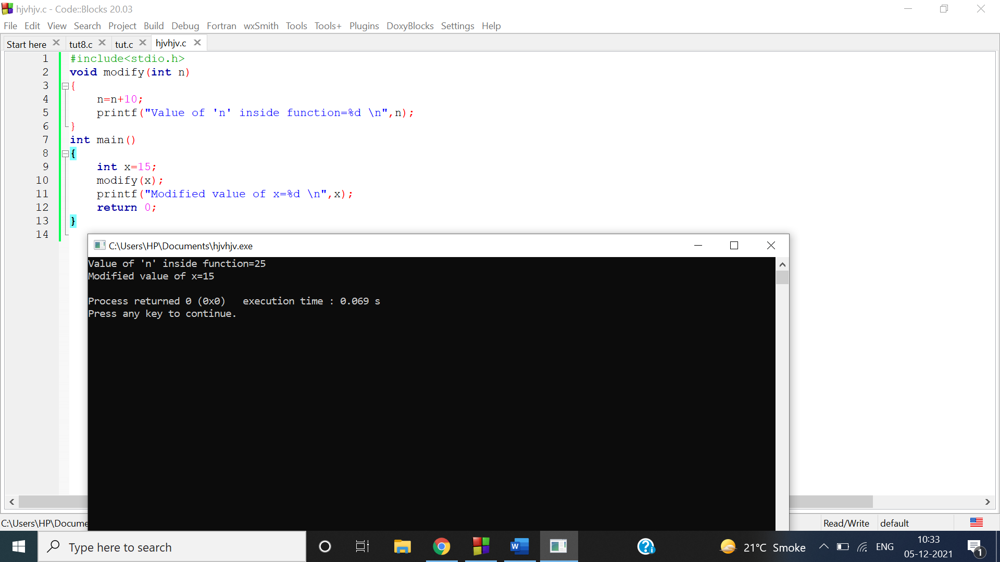 hjvhjv.c - Code::Blocks 20.03
File Edit View Search Project Build Debug Fortran wxSmith Tools Tools+ Plugins DoxyBlocks Settings Help
Start here tut8.c tut.c hjvhjv.c
1 #include<stdio.h>
2 void modify(int n)
3 {
4 n=n+10;
5 printf("Value of 'n' inside function=%d \n",n);
6 }
7 int main()
8 {
9 int x=15;
10 modify(x);
11 printf("Modified value of x=%d \n",x);
12 return 0;
13 }
14
C:\Users\HP\Documents\hjvhjv.exe
Value of 'n' inside function=25
Modified value of x=15
Process returned 0 (0x0)   execution time : 0.069 s
Press any key to continue.
C:\Users\HP\Docume
Read/Write default
Type here to search
W
21°C Smoke
ENG
10:33
05-12-2021
1